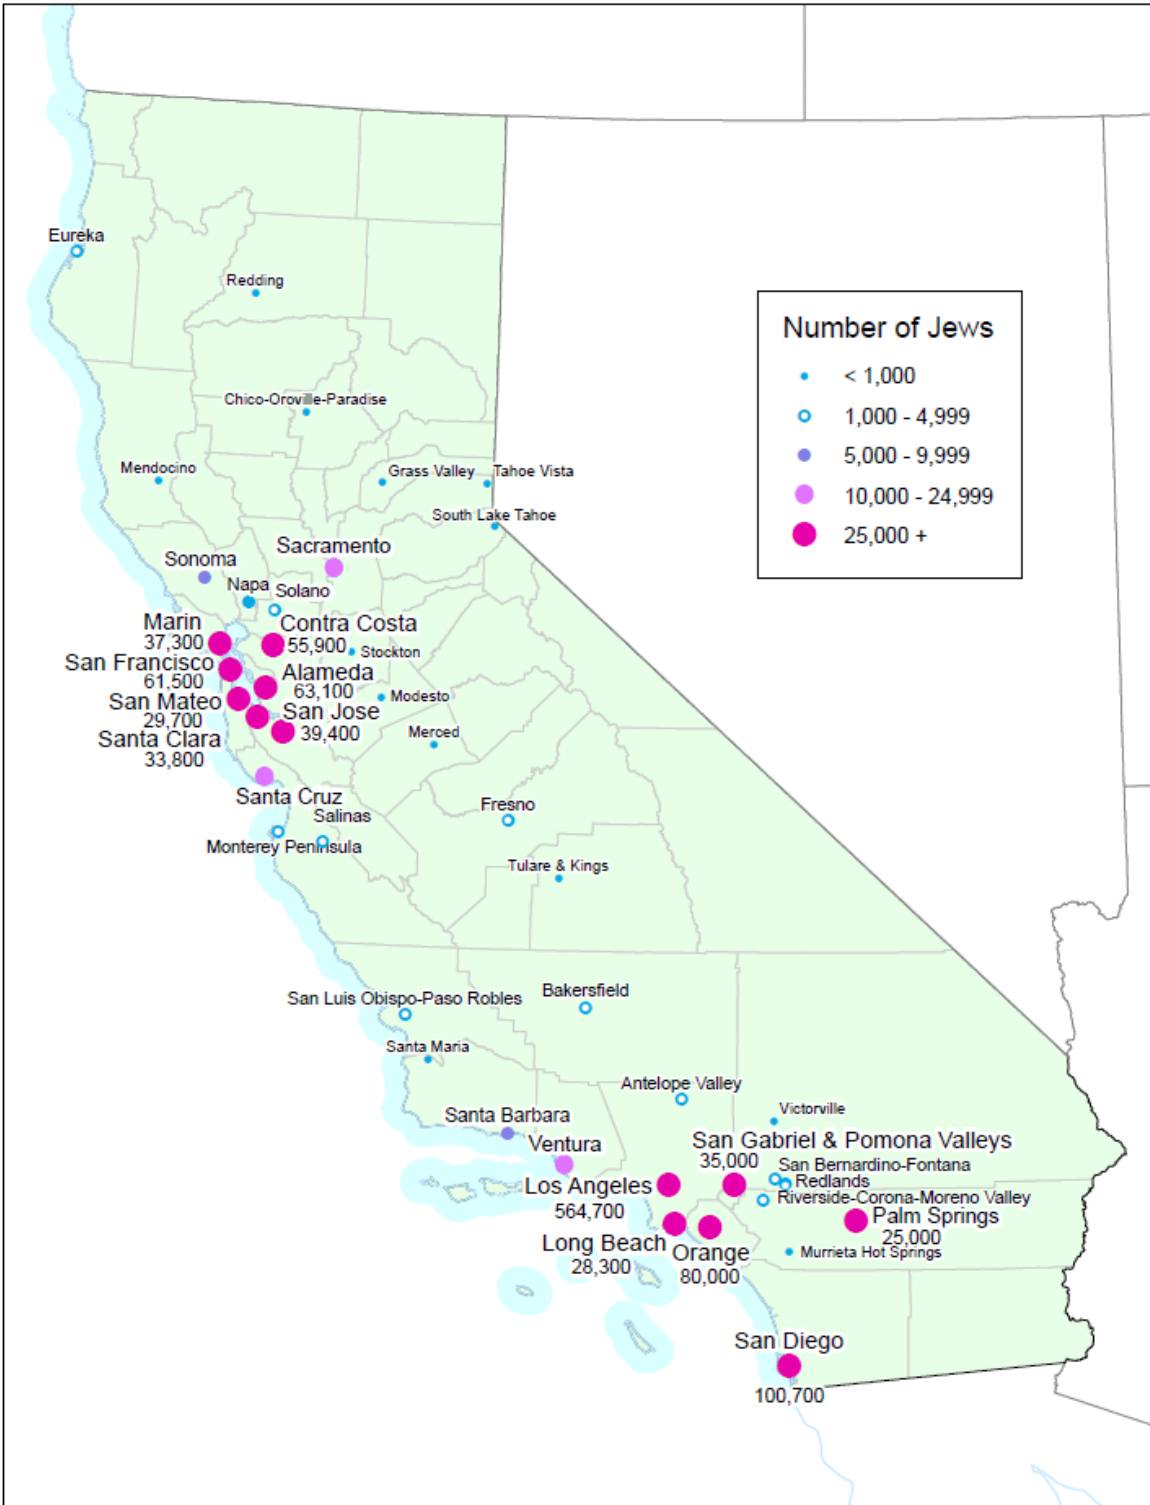 Eureka
Redding
Number of Jews
< 1,000
1,000 - 4,999
5,000 - 9,999
10,000 - 24,999
25,000 +
Chico-Oroville-Paradise
Mendocino
Grass Valley
Tahoe Vista
South Lake Tahoe
Sacramento
Sonoma
Napa
Solano
Marin
37,300
Contra Costa
55,900
Stockton
San Francisco
61,500
Alameda
63,100
San Mateo
29,700
Modesto
San Jose
39,400
Merced
Santa Clara
33,800
Santa Cruz
Salinas
Fresno
Monterey Peninsula
Tulare & Kings
San Luis Obispo-Paso Robles
Bakersfield
Santa Maria
Antelope Valley
Victorville
Santa Barbara
Ventura
San Gabriel & Pomona Valleys
35,000
San Bernardino-Fontana
Redlands
Los Angeles
564,700
Riverside-Corona-Moreno Valley
Palm Springs
25,000
Long Beach
28,300
Orange
80,000
Murrieta Hot Springs
San Diego
100,700